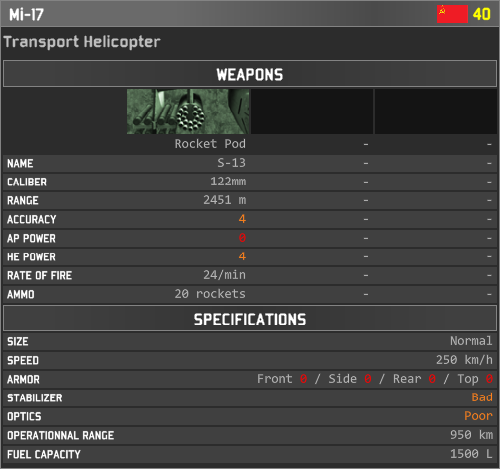 Mi-17 40
Transport Helicopter
WEAPONS
Rocket Pod - -
NAME S-13 - -
CALIBER 122mm - -
RANGE 2451 m - -
ACCURACY 4 - -
AP POWER 0 - -
HE POWER 4 - -
RATE OF FIRE 24/min - -
AMMO 20 rockets - -
SPECIFICATIONS
SIZE Normal
SPEED 250 km/h
ARMOR Front 0 / Side 0 / Rear 0 / Top 0
STABILIZER Bad
OPTICS Poor
OPERATIONNAL RANGE 950 km
FUEL CAPACITY 1500 L